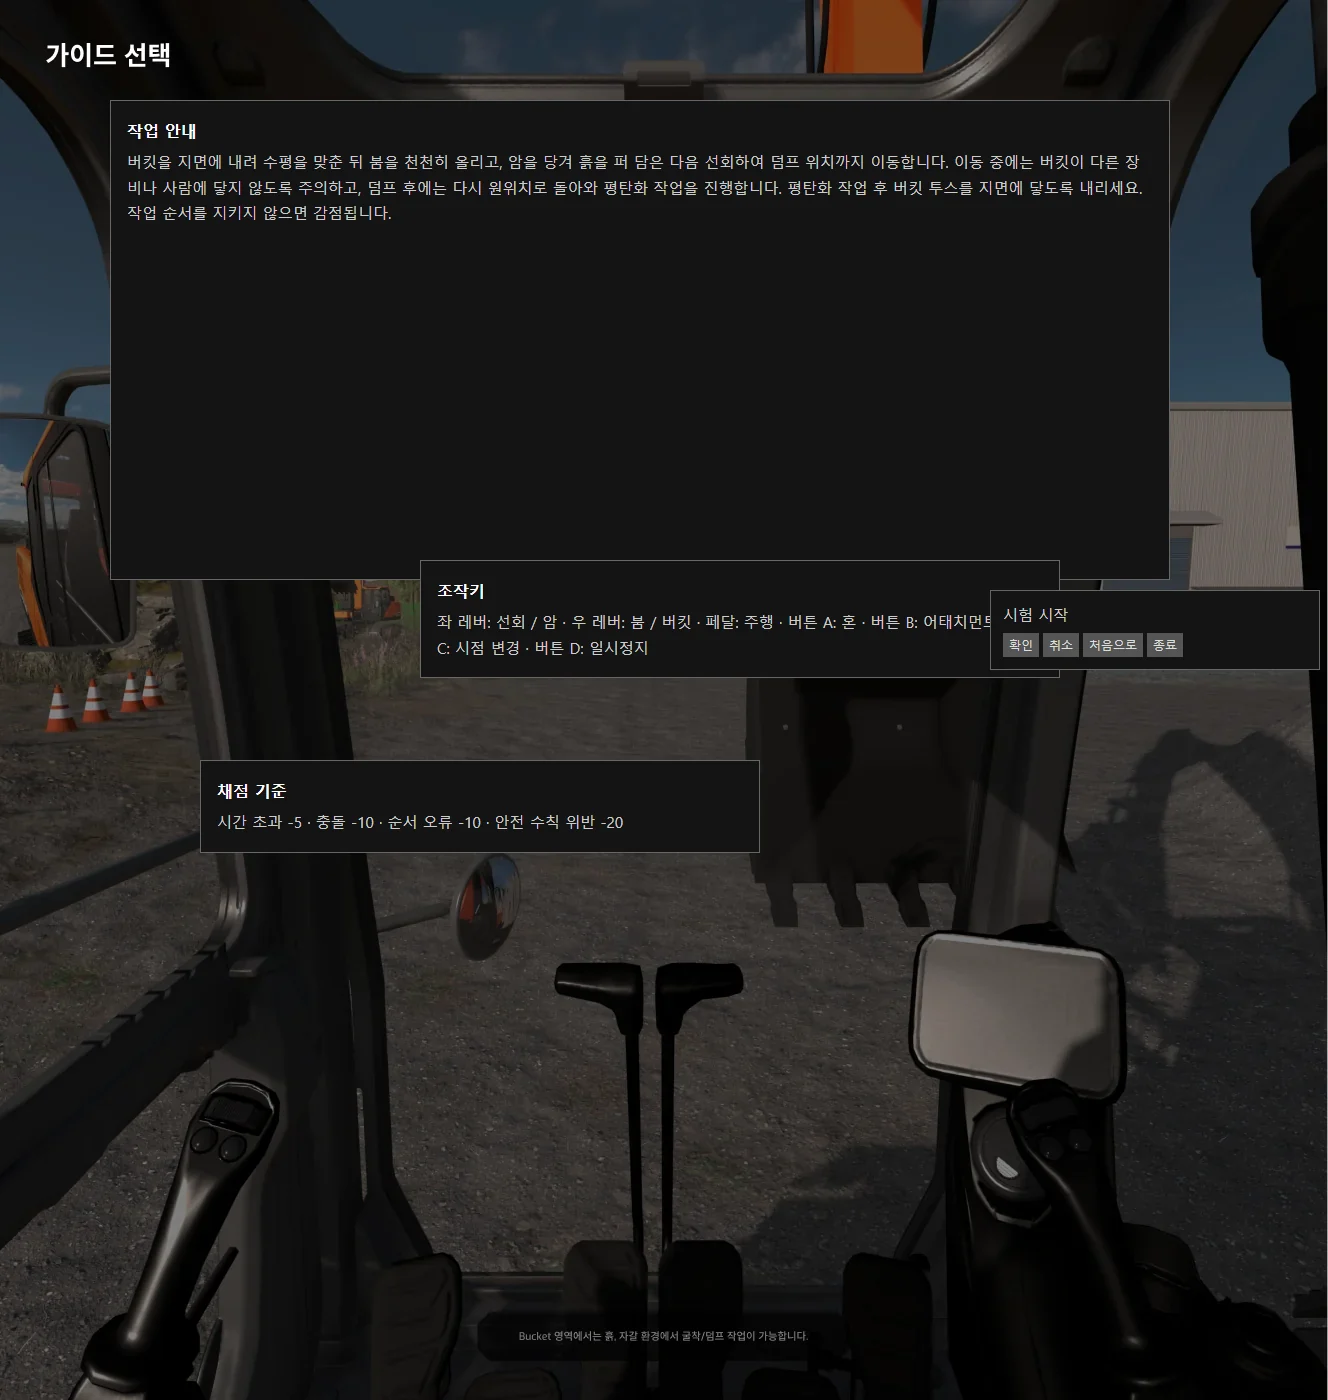 가이드 선택
작업 안내
버킷을 지면에 내려 수평을 맞춘 뒤 붐을 천천히 올리고, 암을 당겨 흙을 퍼 담은 다음 선회하여 덤프 위치까지 이동합니다. 이동 중에는 버킷이 다른 장
비나 사람에 닿지 않도록 주의하고, 덤프 후에는 다시 원위치로 돌아와 평탄화 작업을 진행합니다. 평탄화 작업 후 버킷 투스를 지면에 닿도록 내리세요.
작업 순서를 지키지 않으면 감점됩니다.
조작키
좌 레버: 선회 / 암 · 우 레버: 붐 / 버킷 · 페달: 주행 · 버튼 A: 혼 · 버튼 B: 어태치먼트
C: 시점 변경 · 버튼 D: 일시정지
시험 시작
확인 취소 처음으로 종료
채점 기준
시간 초과 -5 · 충돌 -10 · 순서 오류 -10 · 안전 수칙 위반 -20
Bucket 영역에서는 흙, 자갈 환경에서 굴착/덤프 작업이 가능합니다.